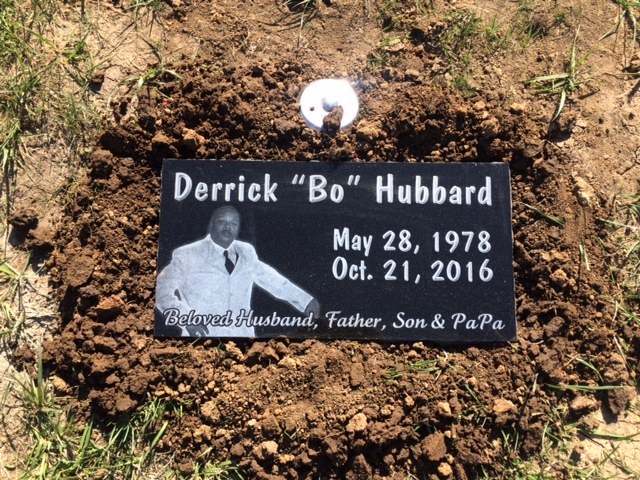 Derrick “Bo” Hubbard
May 28, 1978
Oct. 21, 2016
Beloved Husband, Father, Son & PaPa